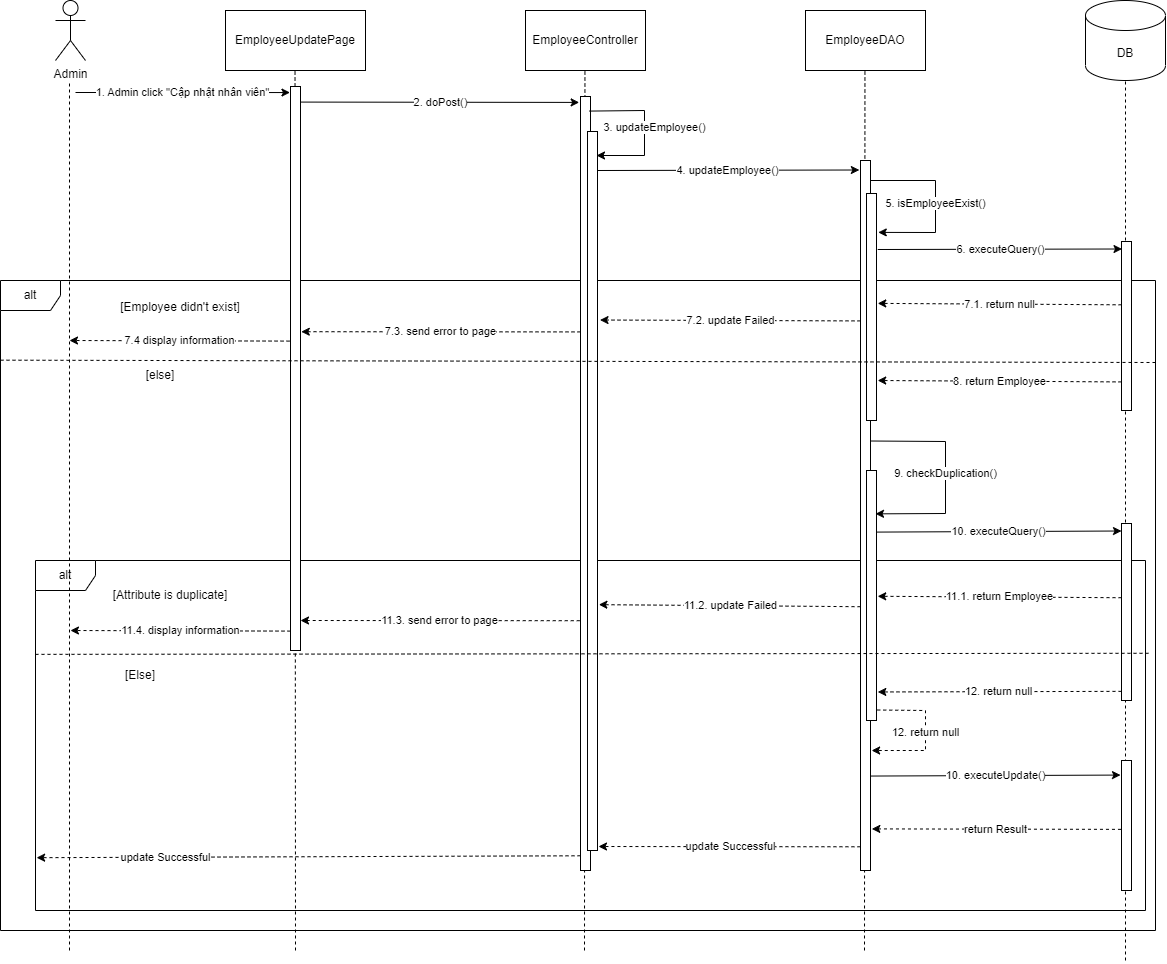 EmployeeUpdatePage
EmployeeController
EmployeeDAO
DB
Admin
1. Admin click "Cập nhật nhân viên"
2. doPost()
3. updateEmployee()
4. updateEmployee()
5. isEmployeeExist()
6. executeQuery()
alt
[Employee didn't exist]
7.1. return null
7.2. update Failed
7.3. send error to page
7.4 display information
[else]
8. return Employee
9. checkDuplication()
10. executeQuery()
alt
[Attribute is duplicate]
11.1. return Employee
11.2. update Failed
11.3. send error to page
11.4. display information
[Else]
12. return null
12. return null
10. executeUpdate()
return Result
update Successful
update Successful